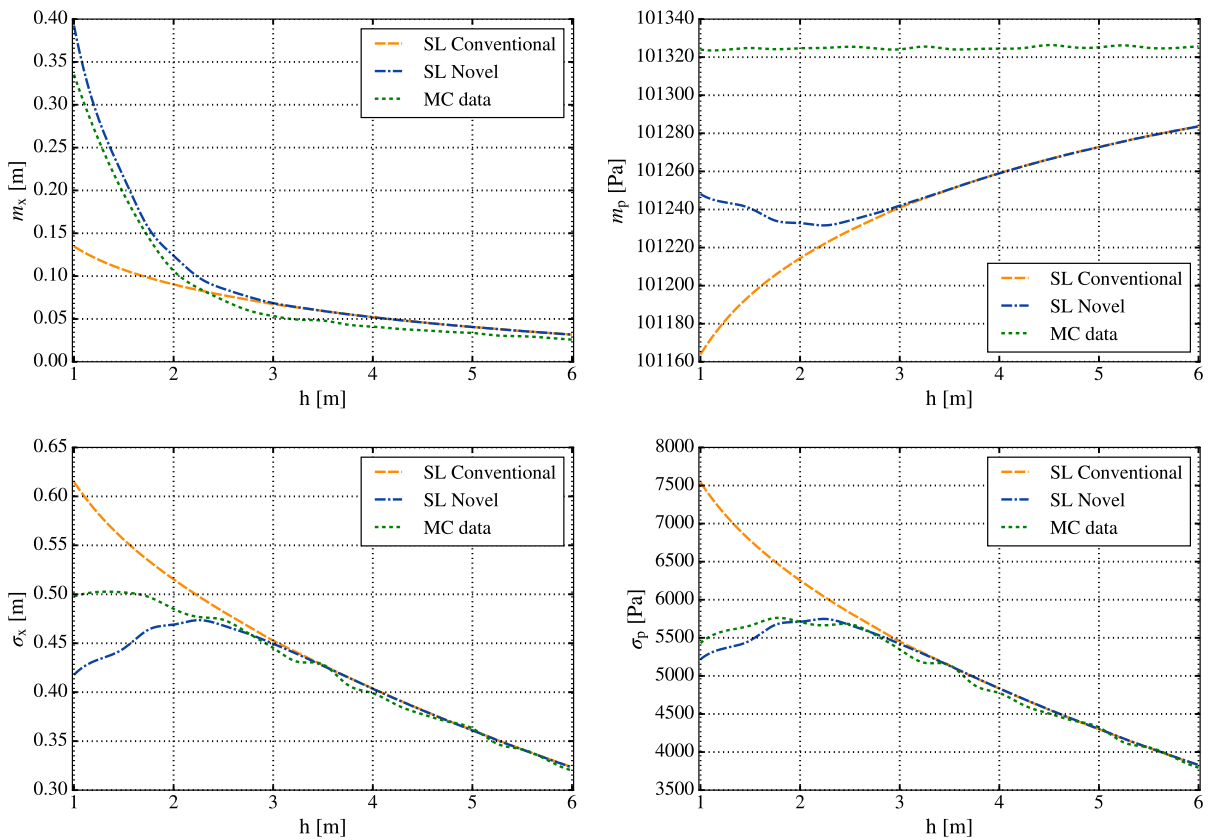 0.40
0.35
0.30
0.25
0.20
0.15
0.10
0.05
0.00
m_x [m]
SL Conventional
SL Novel
MC data
1 2 3 4 5 6
h [m]
101340
101320
101300
101280
101260
101240
101220
101200
101180
101160
m_p [Pa]
SL Conventional
SL Novel
MC data
1 2 3 4 5 6
h [m]
0.65
0.60
0.55
0.50
0.45
0.40
0.35
0.30
σ_x [m]
SL Conventional
SL Novel
MC data
1 2 3 4 5 6
h [m]
8000
7500
7000
6500
6000
5500
5000
4500
4000
3500
σ_p [Pa]
SL Conventional
SL Novel
MC data
1 2 3 4 5 6
h [m]